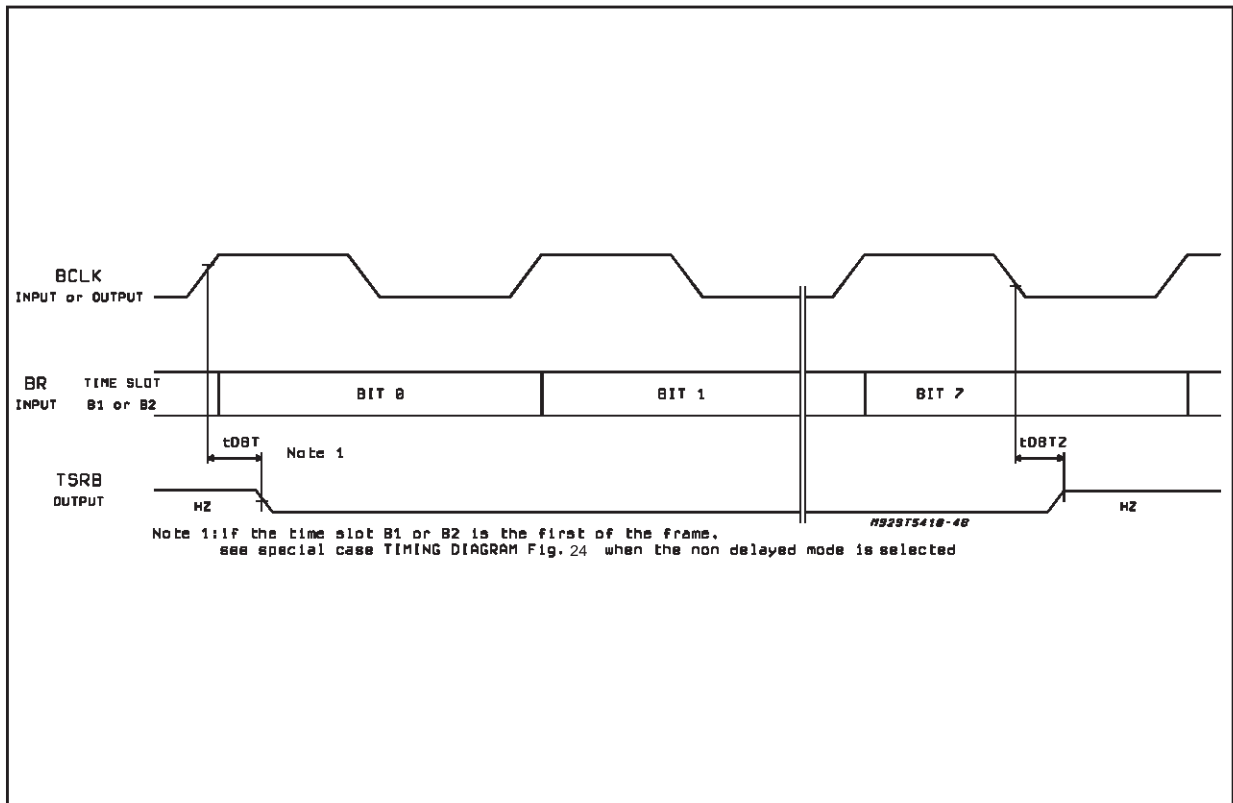 BCLK
INPUT or OUTPUT
BR TIME SLOT
INPUT B1 or B2
BIT 0
BIT 1
BIT 7
tDBT
Note 1
tDBTZ
TSRB
OUTPUT
HZ
HZ
M92ST5410-48
Note 1:if the time slot B1 or B2 is the first of the frame.
see special case TIMING DIAGRAM Fig. 24 when the non delayed mode is selected